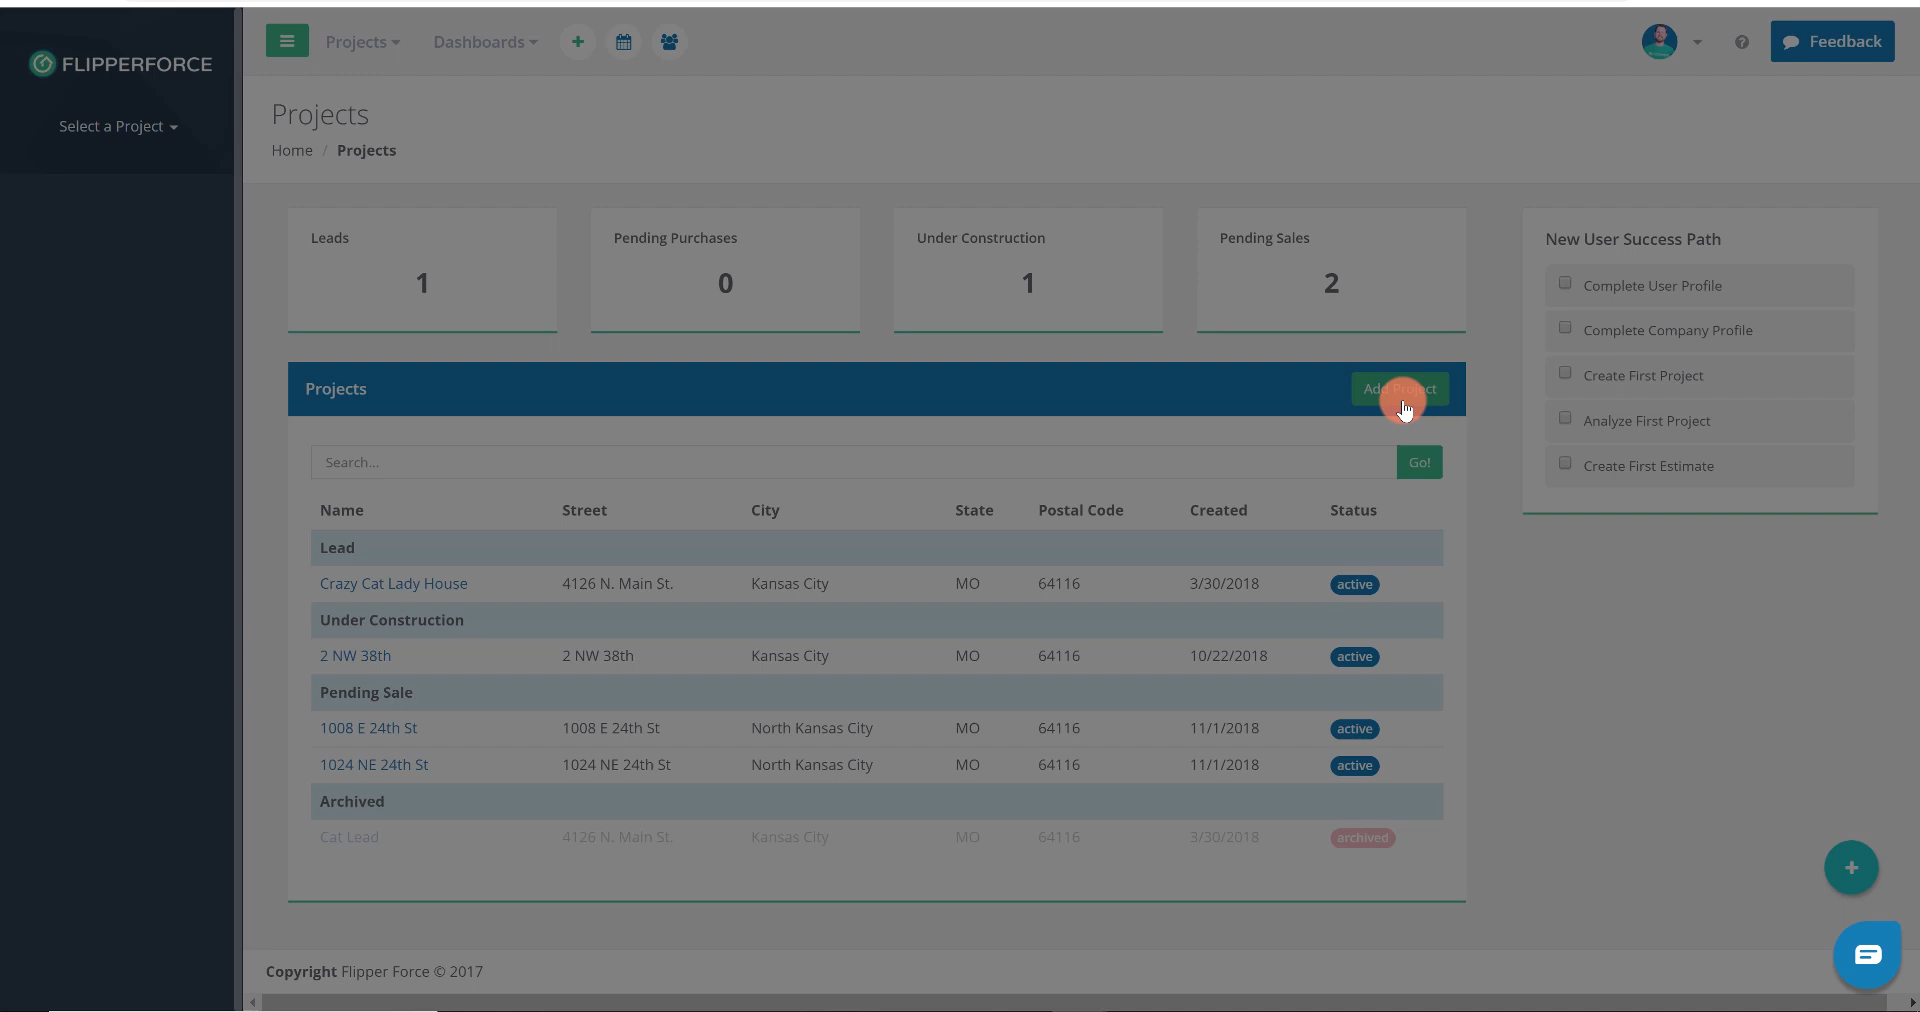 FLIPPERFORCE
Select a Project
Projects
Dashboards
Feedback
Projects
Home / Projects
Leads
1
Pending Purchases
0
Under Construction
1
Pending Sales
2
New User Success Path
Complete User Profile
Complete Company Profile
Create First Project
Analyze First Project
Create First Estimate
Projects
Add Project
Search...
Go!
Name Street City State Postal Code Created Status
Lead
Crazy Cat Lady House 4126 N. Main St. Kansas City MO 64116 3/30/2018 active
Under Construction
2 NW 38th 2 NW 38th Kansas City MO 64116 10/22/2018 active
Pending Sale
1008 E 24th St 1008 E 24th St North Kansas City MO 64116 11/1/2018 active
1024 NE 24th St 1024 NE 24th St North Kansas City MO 64116 11/1/2018 active
Archived
Cat Lead 4126 N. Main St. Kansas City MO 64116 3/30/2018 archived
Copyright Flipper Force © 2017